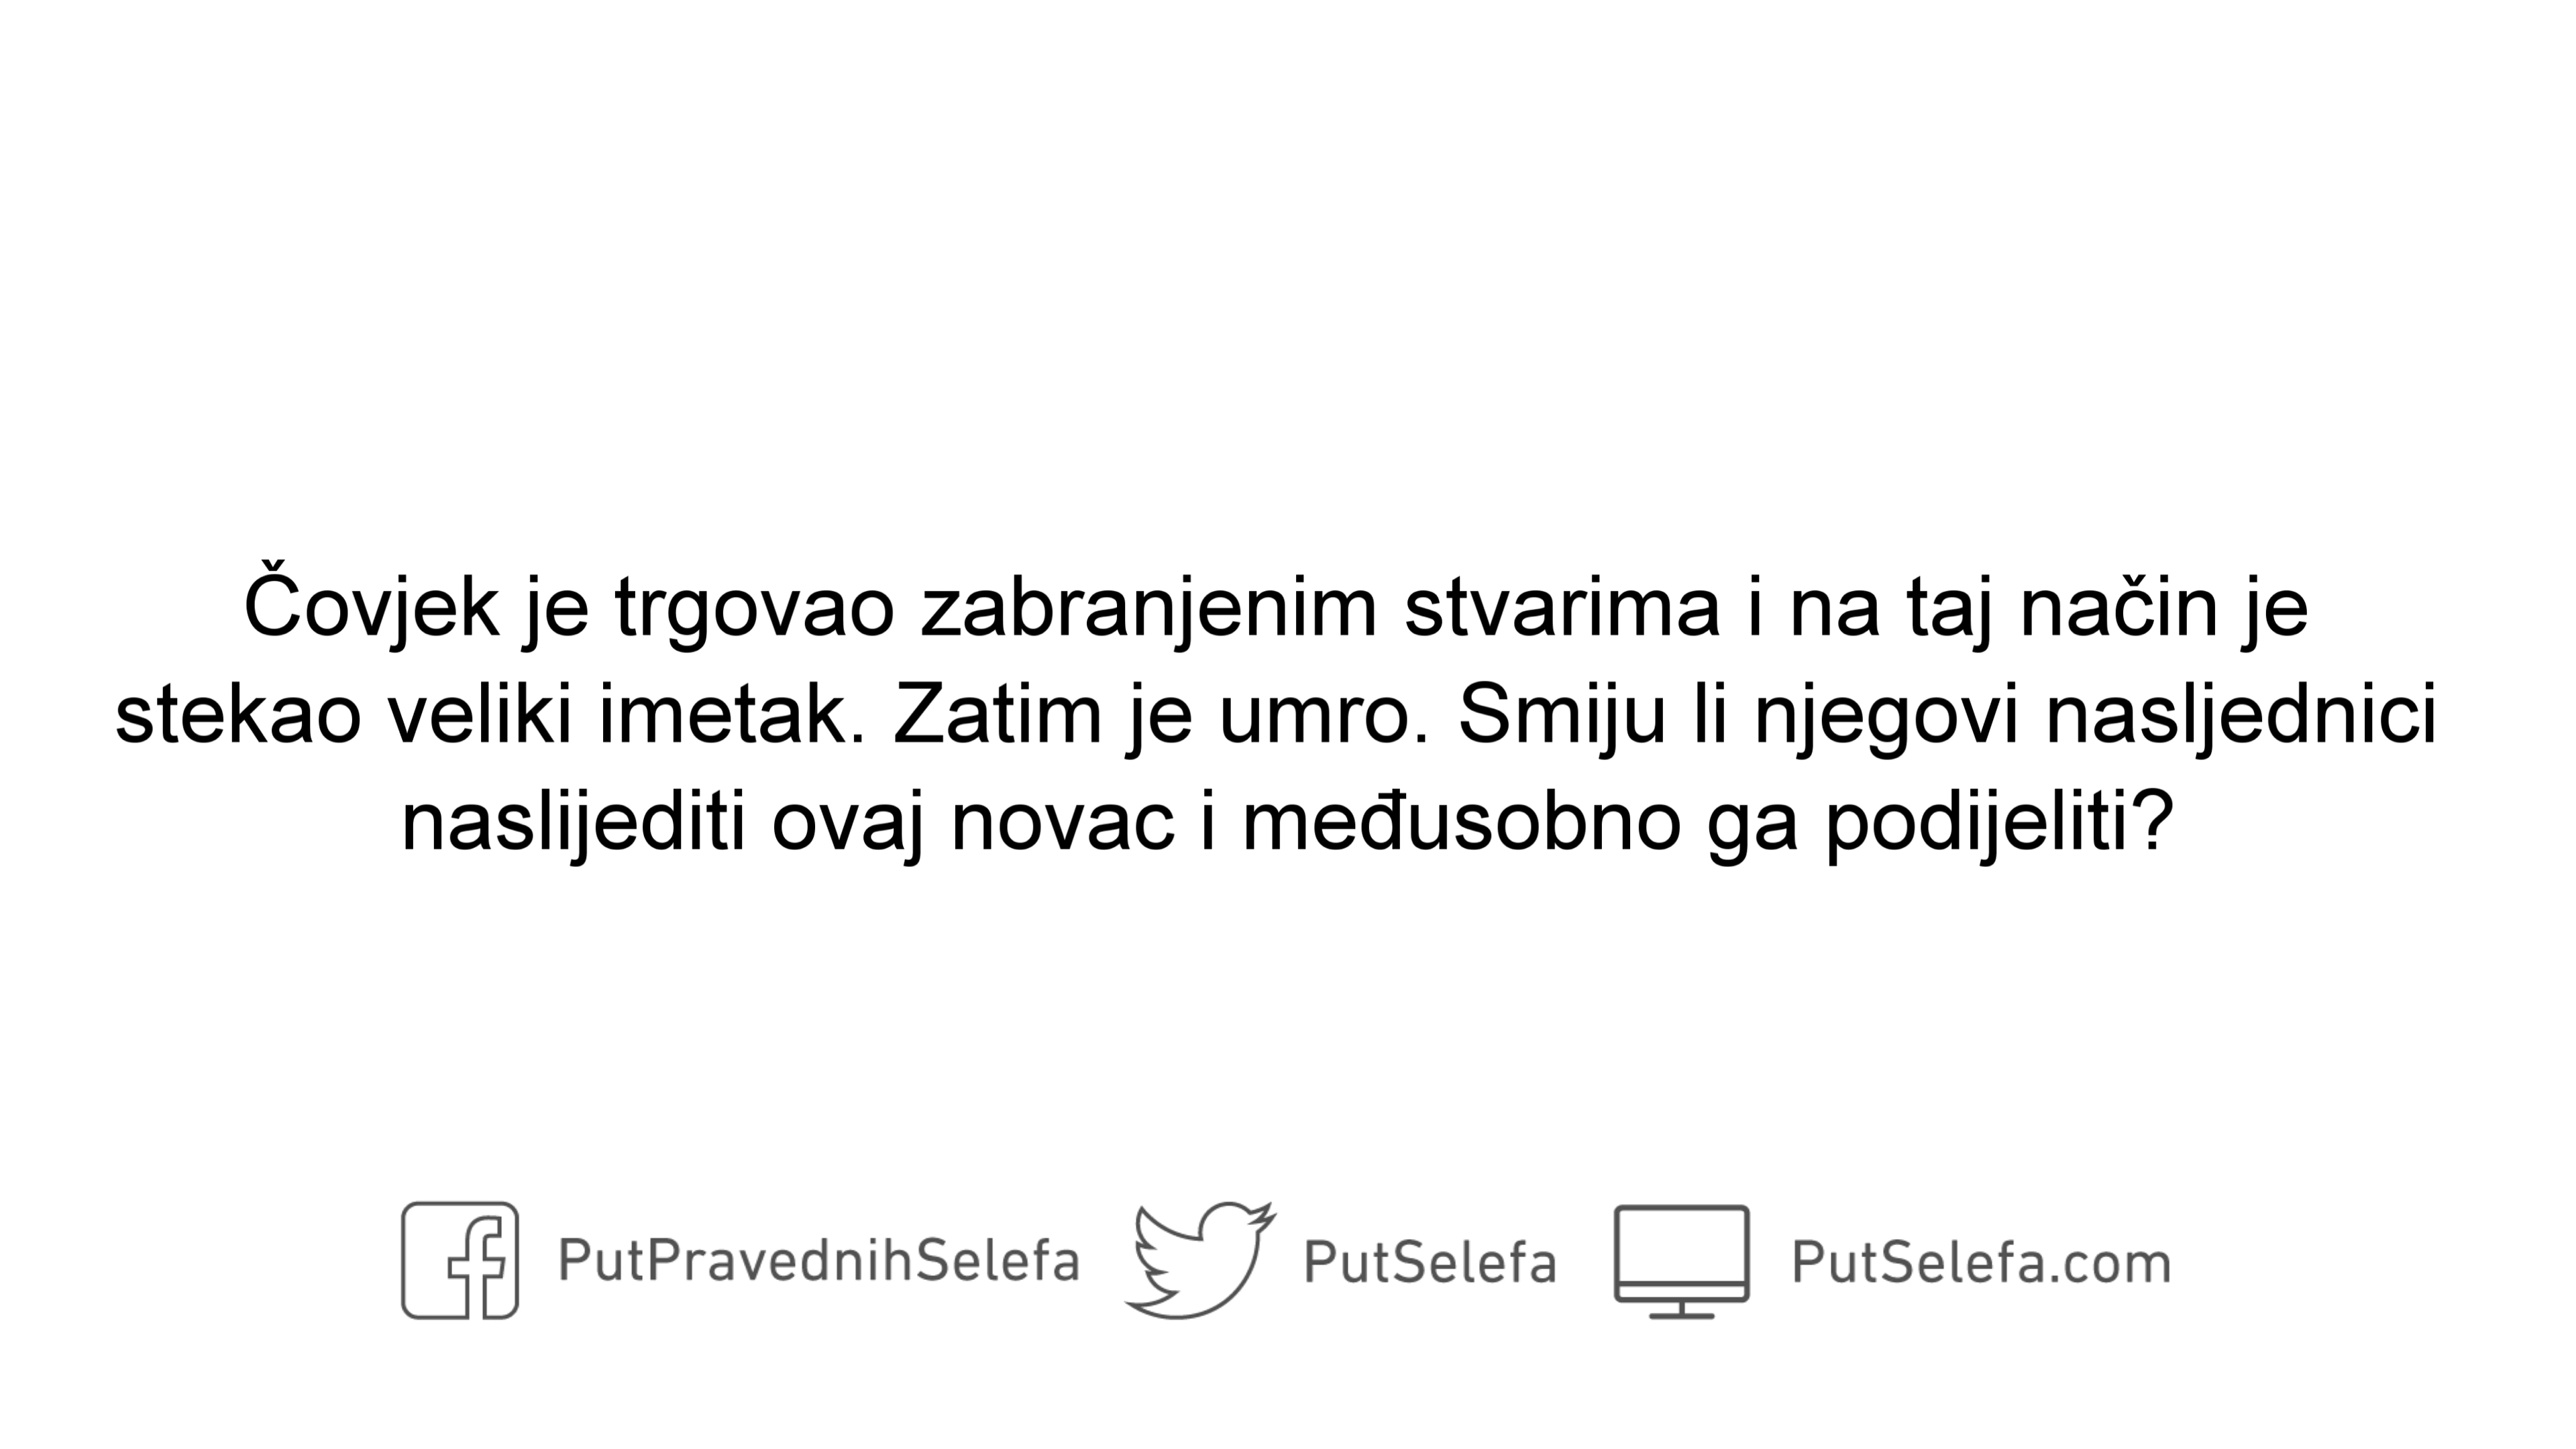 Čovjek je trgovao zabranjenim stvarima i na taj način je
stekao veliki imetak. Zatim je umro. Smiju li njegovi nasljednici
naslijediti ovaj novac i međusobno ga podijeliti?
PutPravednihSelefa PutSelefa PutSelefa.com